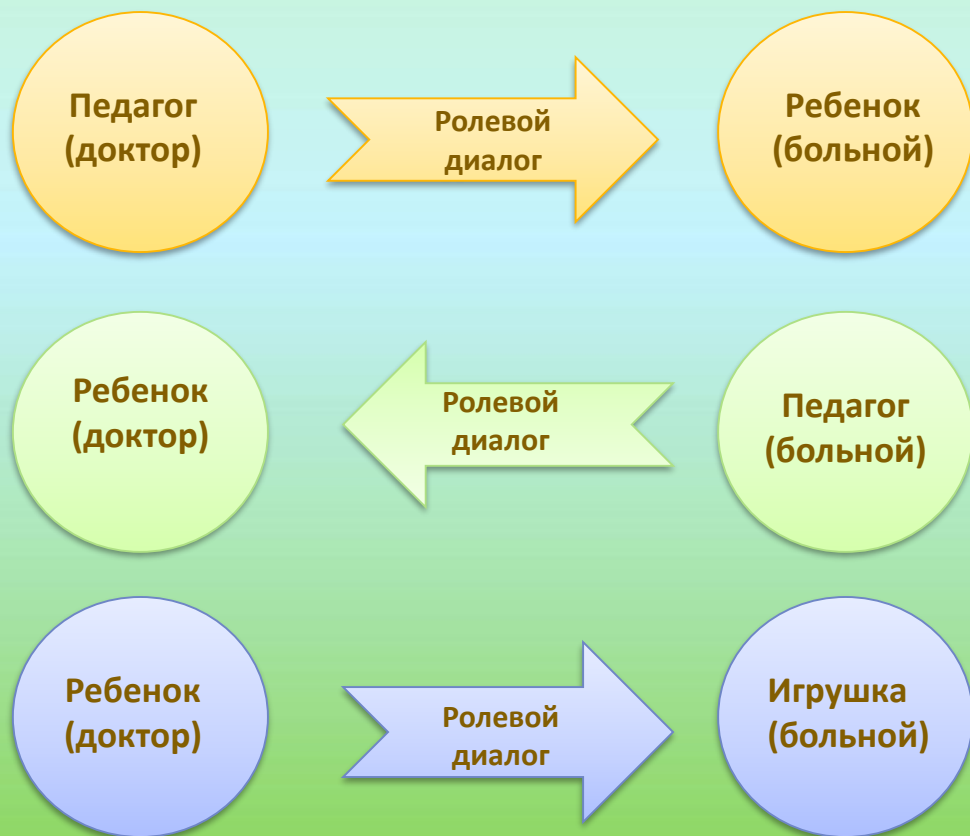 Педагог
(доктор)
Ролевой
диалог
Ребенок
(больной)
Ребенок
(доктор)
Ролевой
диалог
Педагог
(больной)
Ребенок
(доктор)
Ролевой
диалог
Игрушка
(больной)